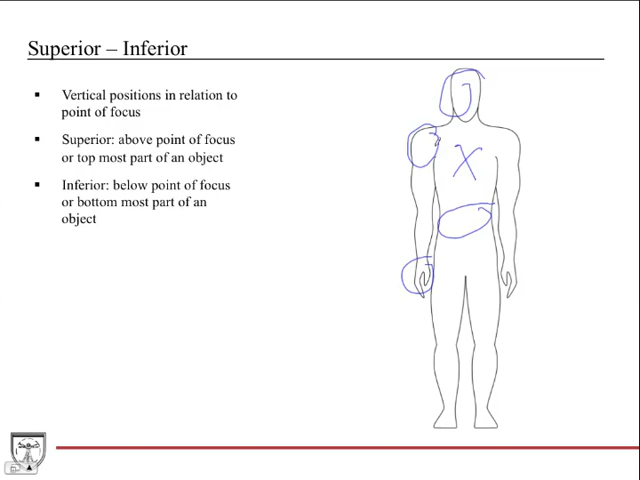 Superior – Inferior
▪ Vertical positions in relation to
point of focus
▪ Superior: above point of focus
or top most part of an object
▪ Inferior: below point of focus
or bottom most part of an
object
X